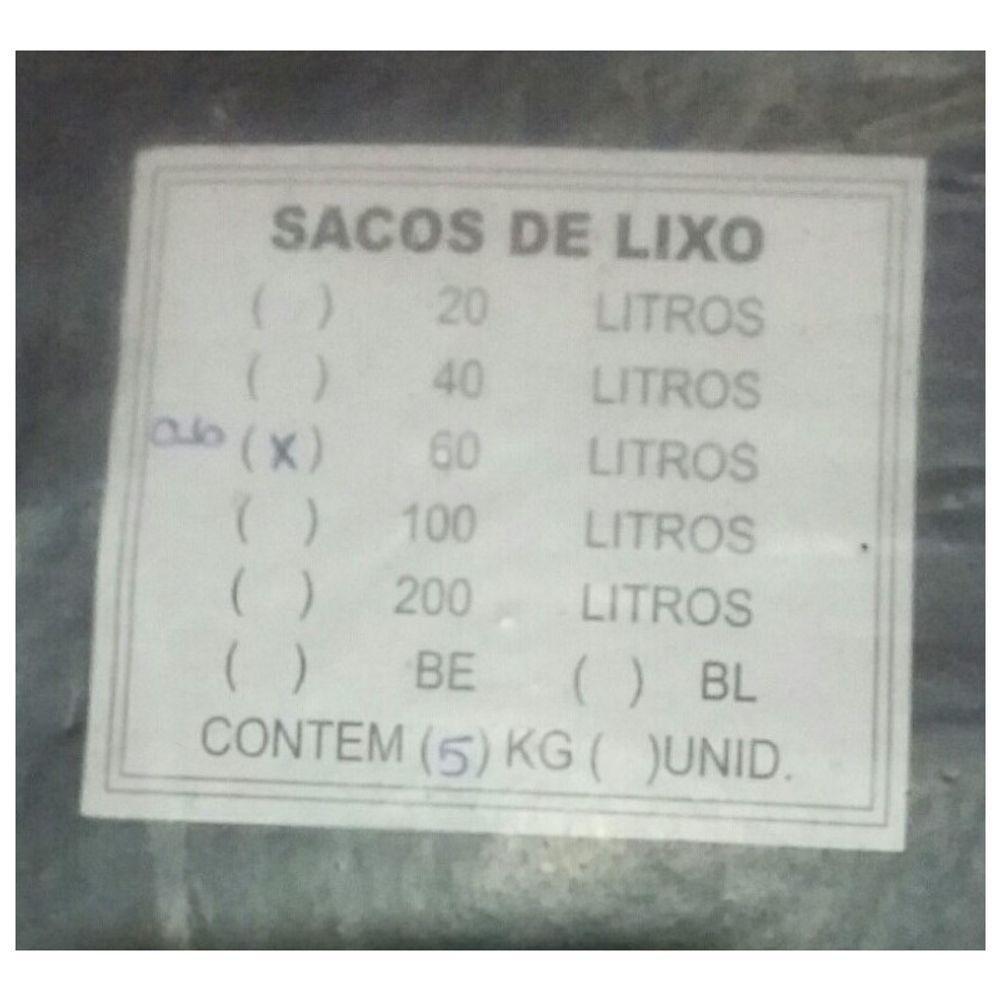 SACOS DE LIXO
( ) 20 LITROS
( ) 40 LITROS
(X) 60 LITROS
( ) 100 LITROS
( ) 200 LITROS
( ) BE ( ) BL
CONTEM (5) KG ( )UNID.